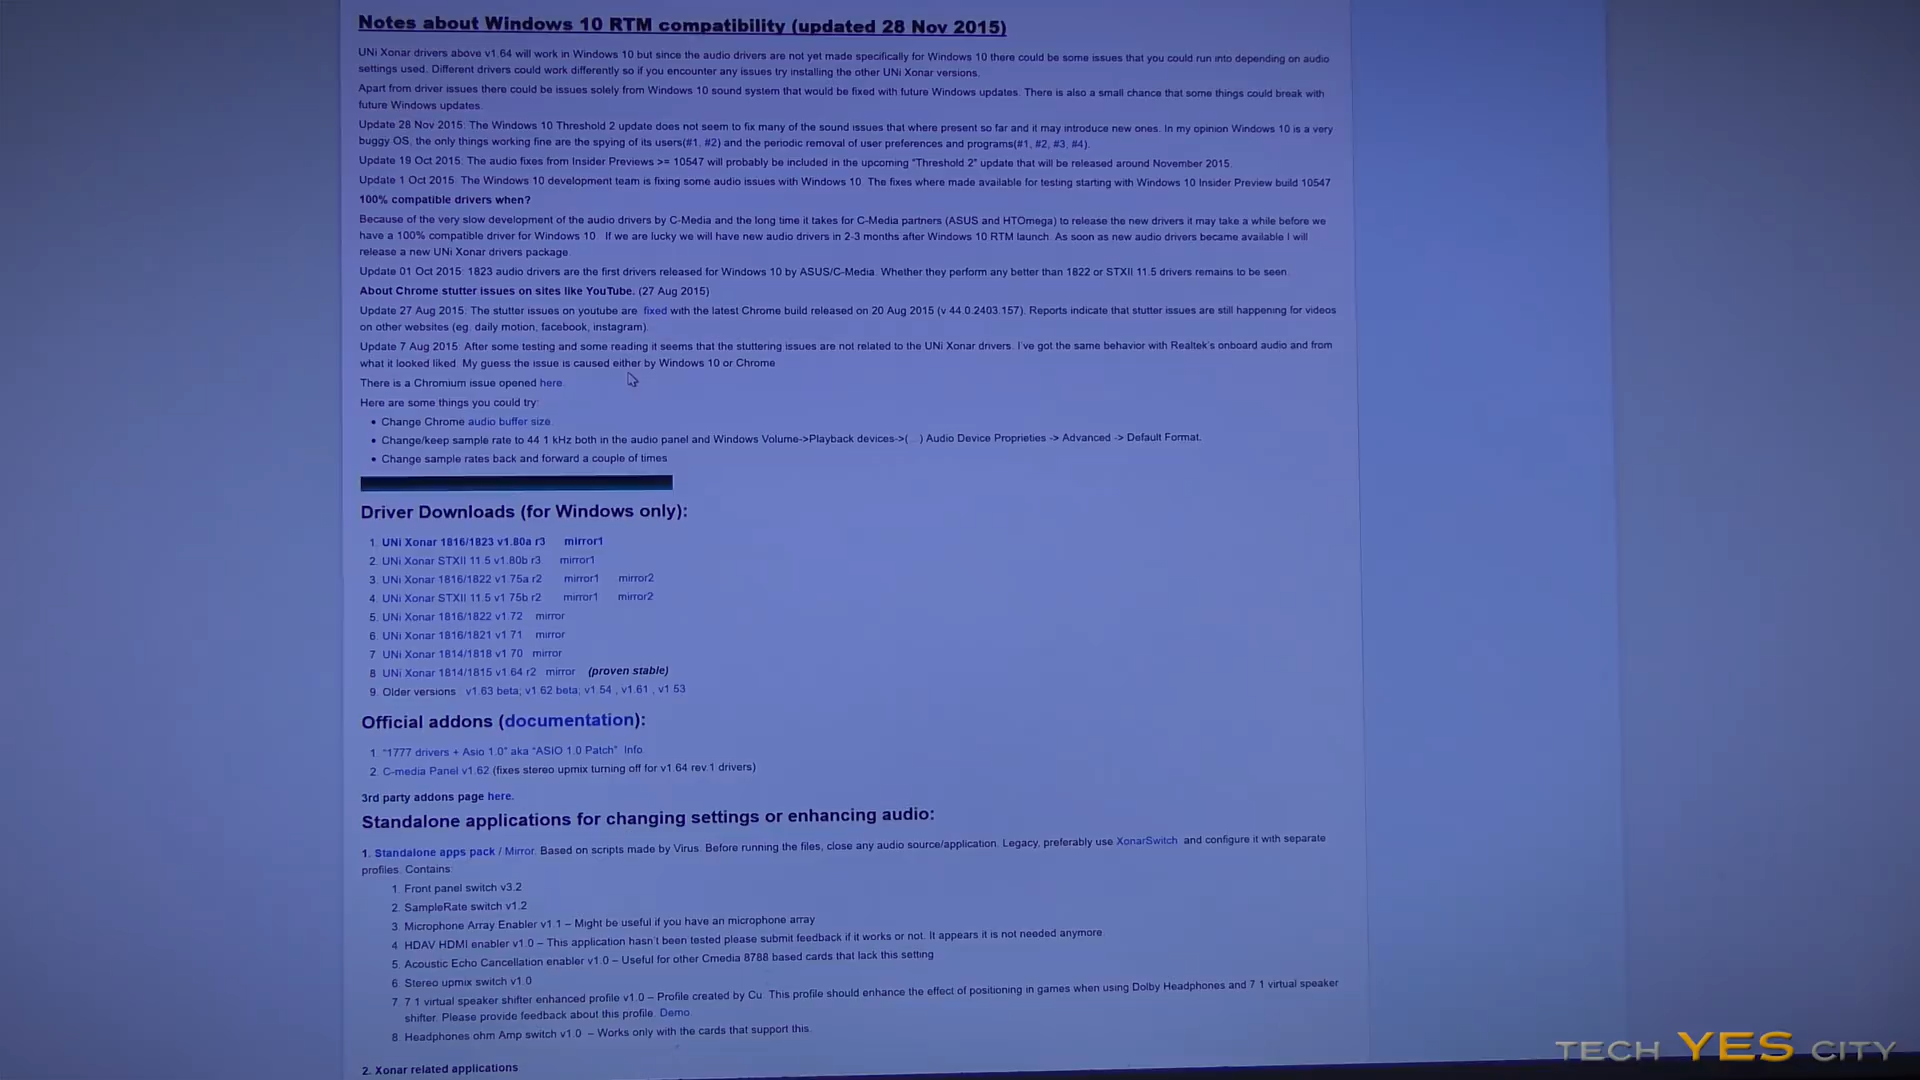 Notes about Windows 10 RTM compatibility (updated 28 Nov 2015)
UNi Xonar drivers above v1.64 will work in Windows 10 but since the audio drivers are not yet made specifically for Windows 10 there could be some issues that you could run into depending on audio
settings used. Different drivers could work differently so if you encounter any issues try installing the other UNi Xonar versions.
Apart from driver issues there could be issues solely from Windows 10 sound system that would be fixed with future Windows updates. There is also a small chance that some things could break with
future Windows updates.
Update 28 Nov 2015: The Windows 10 Threshold 2 update does not seem to fix many of the sound issues that where present so far and it may introduce new ones. In my opinion Windows 10 is a very
buggy OS, the only things working fine are the spying of its users(#1, #2) and the periodic removal of user preferences and programs(#1, #2, #3, #4).
Update 19 Oct 2015: The audio fixes from Insider Previews >= 10547 will probably be included in the upcoming "Threshold 2" update that will be released around November 2015.
Update 1 Oct 2015: The Windows 10 development team is fixing some audio issues with Windows 10. The fixes where made available for testing starting with Windows 10 Insider Preview build 10547
100% compatible drivers when?
Because of the very slow development of the audio drivers by C-Media and the long time it takes for C-Media partners (ASUS and HTOmega) to release the new drivers it may take a while before we
have a 100% compatible driver for Windows 10. If we are lucky we will have new audio drivers in 2-3 months after Windows 10 RTM launch. As soon as new audio drivers became available I will
release a new UNi Xonar drivers package.
Update 01 Oct 2015: 1823 audio drivers are the first drivers released for Windows 10 by ASUS/C-Media. Whether they perform any better than 1822 or STXII 11.5 drivers remains to be seen.
About Chrome stutter issues on sites like YouTube. (27 Aug 2015)
Update 27 Aug 2015: The stutter issues on youtube are fixed with the latest Chrome build released on 20 Aug 2015 (v 44.0.2403.157). Reports indicate that stutter issues are still happening for videos
on other websites (eg. daily motion, facebook, instagram).
Update 7 Aug 2015: After some testing and some reading it seems that the stuttering issues are not related to the UNi Xonar drivers. I've got the same behavior with Realtek's onboard audio and from
what it looked liked. My guess the issue is caused either by Windows 10 or Chrome
There is a Chromium issue opened here.
Here are some things you could try:
• Change Chrome audio buffer size.
• Change/keep sample rate to 44.1 kHz both in the audio panel and Windows Volume->Playback devices->(...) Audio Device Proprieties -> Advanced -> Default Format.
• Change sample rates back and forward a couple of times
Driver Downloads (for Windows only):
1. UNi Xonar 1816/1823 v1.80a r3 mirror1
2. UNi Xonar STXII 11.5 v1.80b r3 mirror1
3. UNi Xonar 1816/1822 v1.75a r2 mirror1 mirror2
4. UNi Xonar STXII 11.5 v1.75b r2 mirror1 mirror2
5. UNi Xonar 1816/1822 v1.72 mirror
6. UNi Xonar 1816/1821 v1.71 mirror
7. UNi Xonar 1814/1818 v1.70 mirror
8. UNi Xonar 1814/1815 v1.64 r2 mirror (proven stable)
9. Older versions v1.63 beta, v1.62 beta, v1.54 , v1.61 , v1.53
Official addons (documentation):
1. "1777 drivers + Asio 1.0" aka "ASIO 1.0 Patch" Info
2. C-media Panel v1.62 (fixes stereo upmix turning off for v1.64 rev.1 drivers)
3rd party addons page here.
Standalone applications for changing settings or enhancing audio:
1. Standalone apps pack / Mirror. Based on scripts made by Virus. Before running the files, close any audio source/application. Legacy, preferably use XonarSwitch and configure it with separate
profiles. Contains:
1. Front panel switch v3.2
2. SampleRate switch v1.2
3. Microphone Array Enabler v1.1 – Might be useful if you have an microphone array
4. HDAV HDMI enabler v1.0 – This application hasn't been tested please submit feedback if it works or not. It appears it is not needed anymore.
5. Acoustic Echo Cancellation enabler v1.0 – Useful for other Cmedia 8788 based cards that lack this setting
6. Stereo upmix switch v1.0
7. 7.1 virtual speaker shifter enhanced profile v1.0 – Profile created by Cu. This profile should enhance the effect of positioning in games when using Dolby Headphones and 7.1 virtual speaker
shifter. Please provide feedback about this profile. Demo.
8. Headphones ohm Amp switch v1.0 – Works only with the cards that support this.
2. Xonar related applications
TECH YES CITY